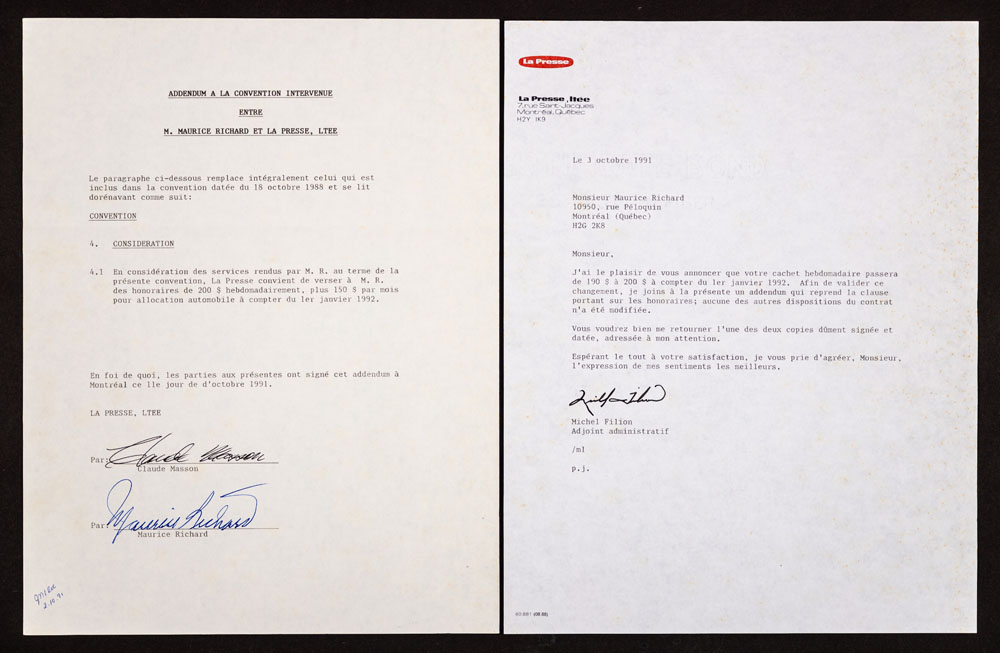 ADDENDUM A LA CONVENTION INTERVENUE
ENTRE
M. MAURICE RICHARD ET LA PRESSE, LTEE
Le paragraphe ci-dessous remplace intégralement celui qui est
inclus dans la convention datée du 18 octobre 1988 et se lit
dorénavant comme suit:
CONVENTION
4. CONSIDERATION
4.1 En considération des services rendus par M. R. au terme de la
présente convention, La Presse convient de verser à M. R.
des honoraires de 200 $ hebdomadairement, plus 150 $ par mois
pour allocation automobile à compter du 1er janvier 1992.
En foi de quoi, les parties aux présentes ont signé cet addendum à
Montréal ce 11e jour de d'octobre 1991.
LA PRESSE, LTEE
Par: Claude Masson
Claude Masson
Par: Maurice Richard
Maurice Richard
2.10.91
La Presse
La Presse, ltee
7, rue Saint-Jacques
Montréal, Québec
H2Y 1K9
Le 3 octobre 1991
Monsieur Maurice Richard
10950, rue Péloquin
Montréal (Québec)
H2G 2K8
Monsieur,
J'ai le plaisir de vous annoncer que votre cachet hebdomadaire passera
de 190 $ à 200 $ à compter du 1er janvier 1992. Afin de valider ce
changement, je joins à la présente un addendum qui reprend la clause
portant sur les honoraires; aucune des autres dispositions du contrat
n'a été modifiée.
Vous voudrez bien me retourner l'une des deux copies dûment signée et
datée, adressée à mon attention.
Espérant le tout à votre satisfaction, je vous prie d'agréer, Monsieur,
l'expression de mes sentiments les meilleurs.
Michel Filion
Adjoint administratif
/ml
p.j.